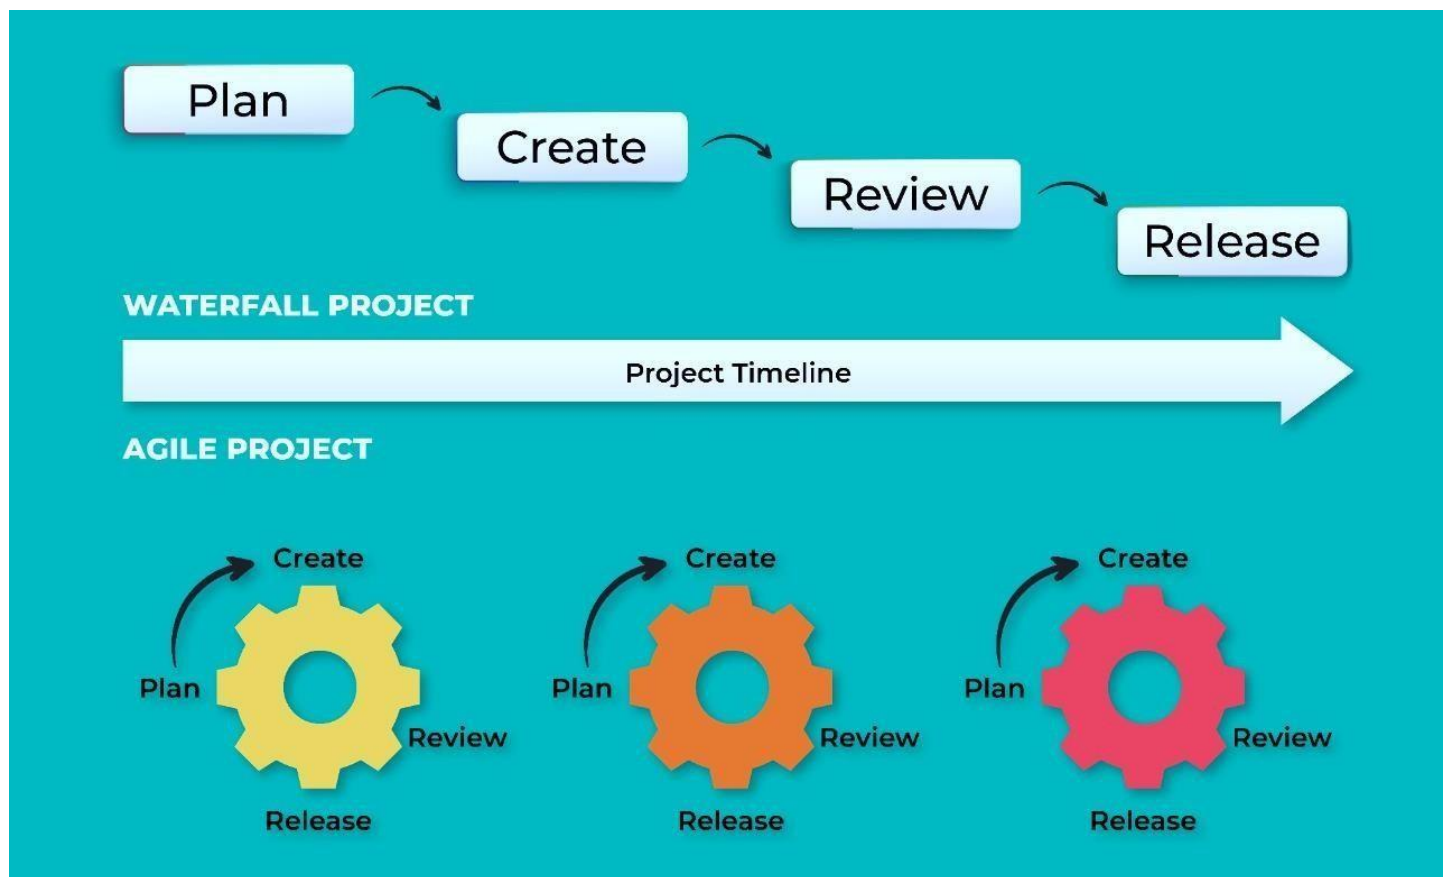 Plan
Create
Review
Release
WATERFALL PROJECT
Project Timeline
AGILE PROJECT
Create
Plan
Review
Release
Create
Plan
Review
Release
Create
Plan
Review
Release